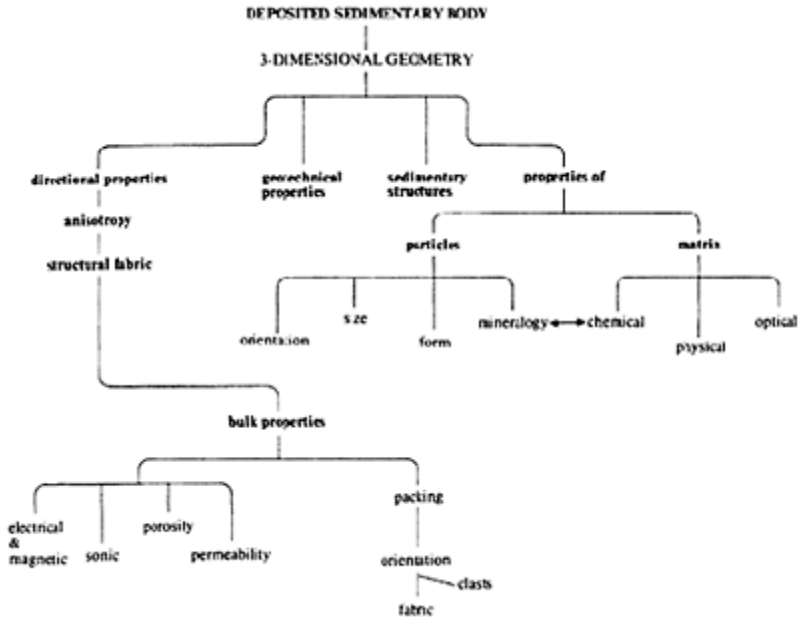 DEPOSITED SEDIMENTARY BODY
3-DIMENSIONAL GEOMETRY
directional properties
geotechnical
properties
sedimentary
structures
properties of
anisotropy
structural fabric
particles
matrix
orientation
size
form
mineralogy
chemical
physical
optical
bulk properties
electrical
&
magnetic
sonic
porosity
permeability
packing
orientation
clasts
fabric